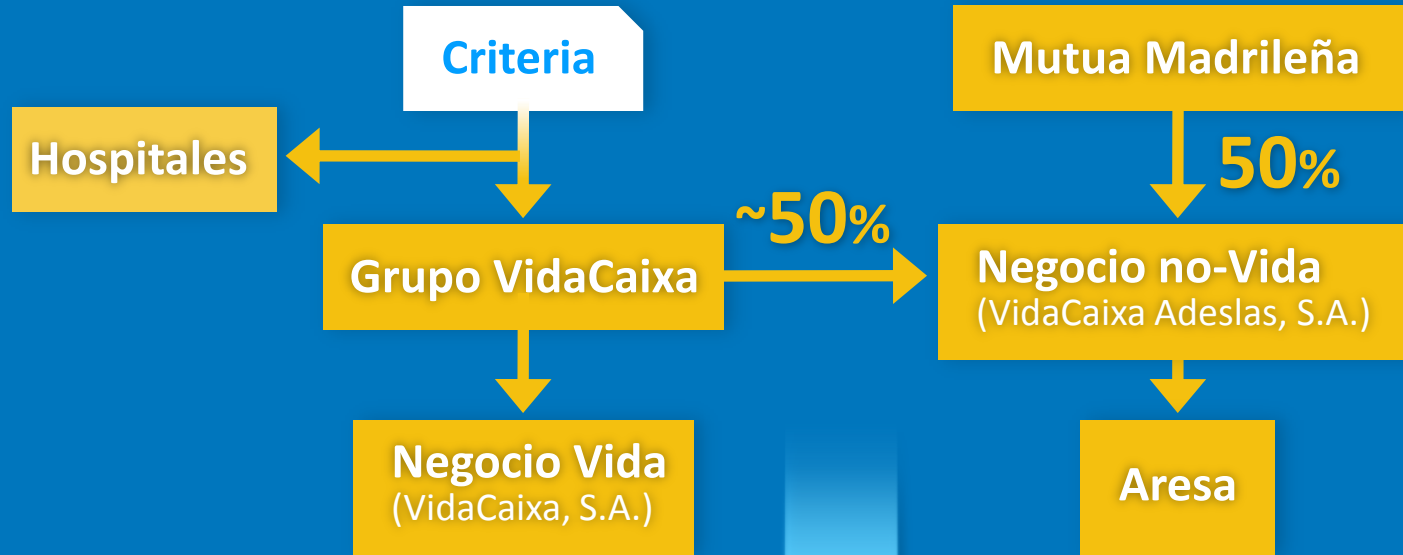 Criteria
Mutua Madrileña
Hospitales
50%
~50%
Grupo VidaCaixa
Negocio no-Vida
(VidaCaixa Adeslas, S.A.)
Negocio Vida
(VidaCaixa, S.A.)
Aresa